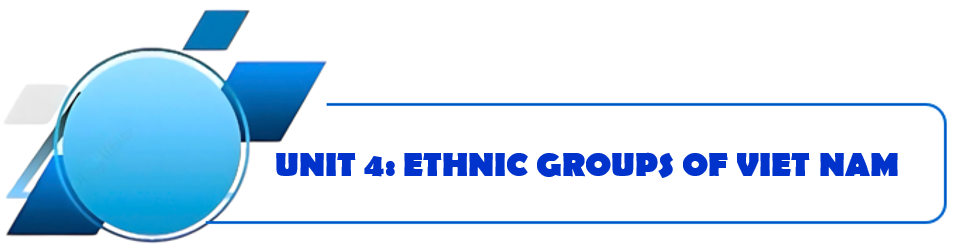 UNIT 4: ETHNIC GROUPS OF VIET NAM